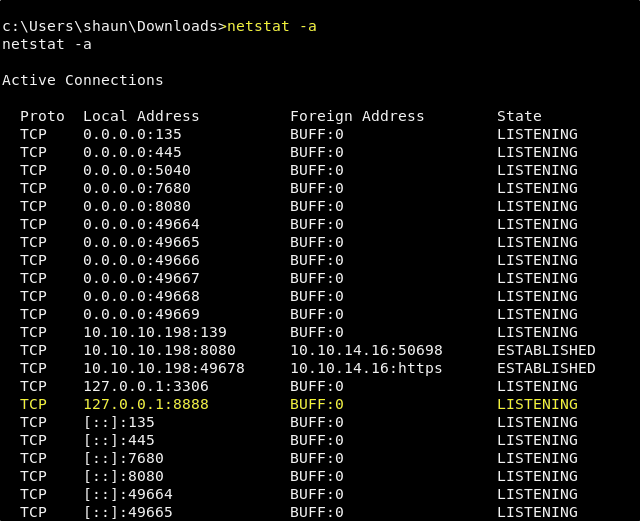 c:\Users\shaun\Downloads>netstat -a
netstat -a
Active Connections
Proto  Local Address          Foreign Address        State
TCP    0.0.0.0:135            BUFF:0                 LISTENING
TCP    0.0.0.0:445            BUFF:0                 LISTENING
TCP    0.0.0.0:5040           BUFF:0                 LISTENING
TCP    0.0.0.0:7680           BUFF:0                 LISTENING
TCP    0.0.0.0:8080           BUFF:0                 LISTENING
TCP    0.0.0.0:49664          BUFF:0                 LISTENING
TCP    0.0.0.0:49665          BUFF:0                 LISTENING
TCP    0.0.0.0:49666          BUFF:0                 LISTENING
TCP    0.0.0.0:49667          BUFF:0                 LISTENING
TCP    0.0.0.0:49668          BUFF:0                 LISTENING
TCP    0.0.0.0:49669          BUFF:0                 LISTENING
TCP    10.10.10.198:139       BUFF:0                 LISTENING
TCP    10.10.10.198:8080      10.10.14.16:50698      ESTABLISHED
TCP    10.10.10.198:49678     10.10.14.16:https      ESTABLISHED
TCP    127.0.0.1:3306         BUFF:0                 LISTENING
TCP    127.0.0.1:8888         BUFF:0                 LISTENING
TCP    [::]:135               BUFF:0                 LISTENING
TCP    [::]:445               BUFF:0                 LISTENING
TCP    [::]:7680              BUFF:0                 LISTENING
TCP    [::]:8080              BUFF:0                 LISTENING
TCP    [::]:49664             BUFF:0                 LISTENING
TCP    [::]:49665             BUFF:0                 LISTENING